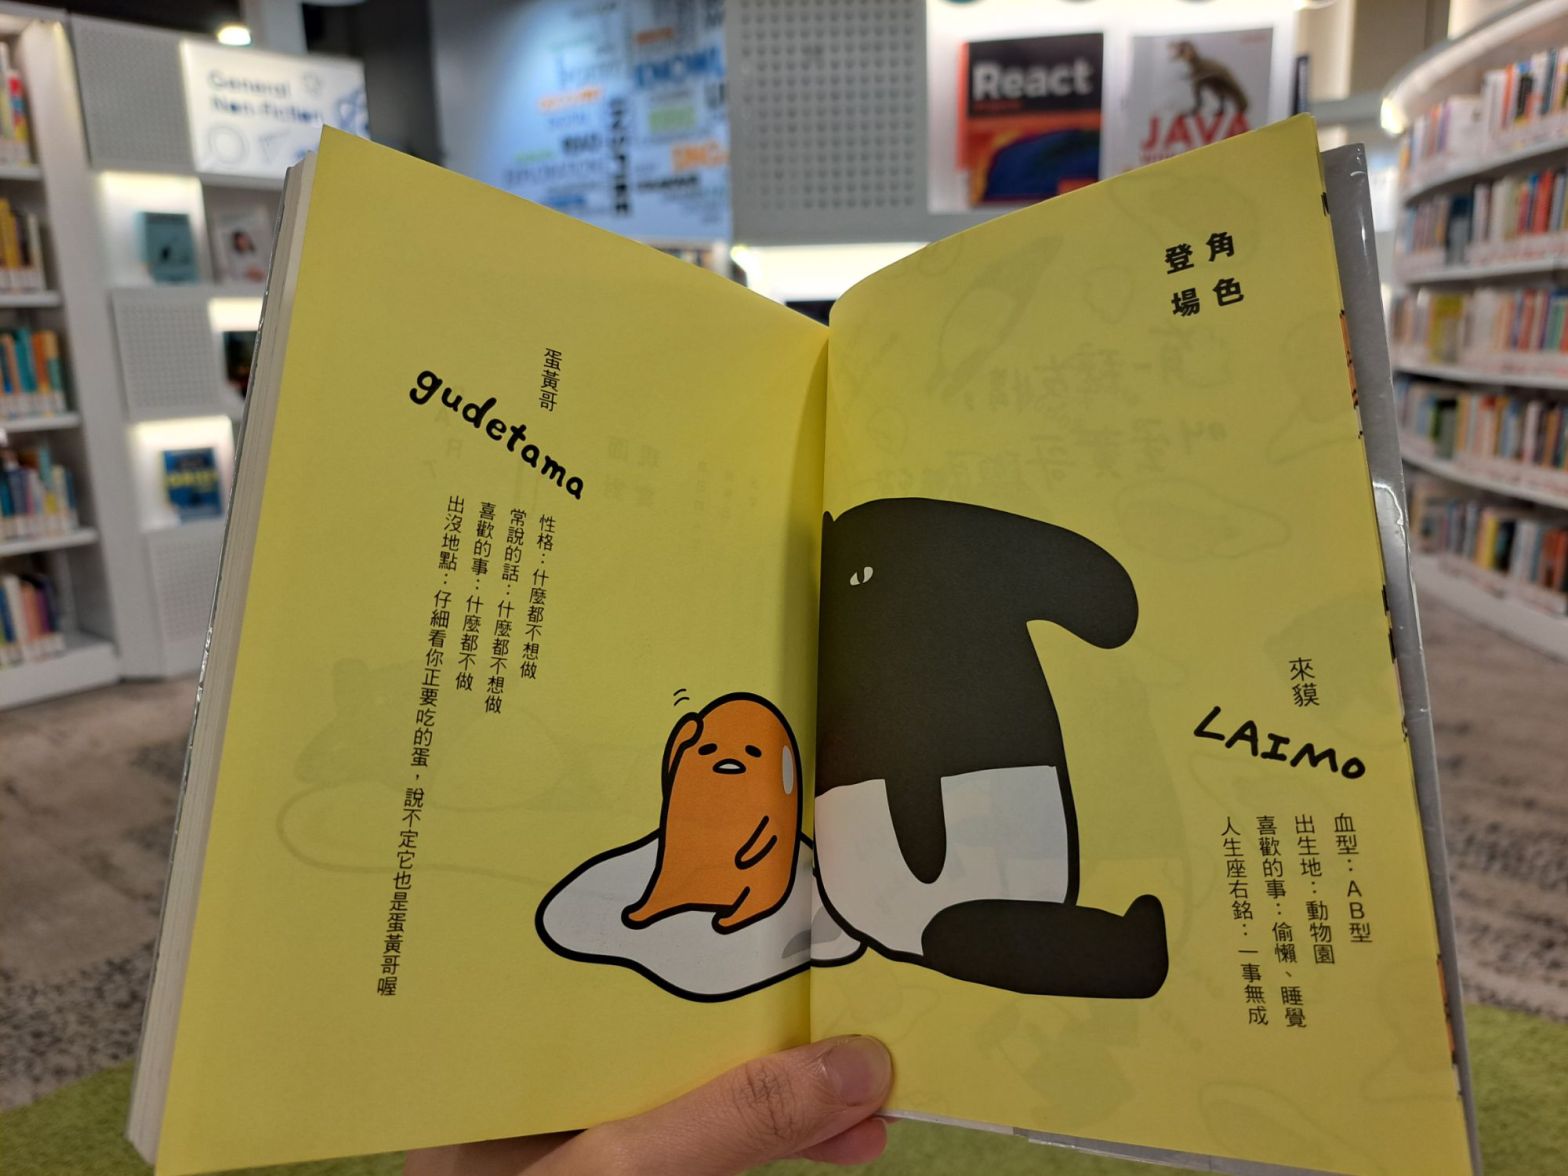 General
Non Fiction
React
JAVA
角色
登場
來貘
LAIMO
血型：AB型
出生地：動物園
喜歡的事：偷懶、睡覺
人生座右銘：一事無成
蛋黃哥
gudetama
性格：什麼都不想做
常說的話：什麼都不想做
喜歡的事：什麼都不做
出沒地點：仔細看你正要吃的蛋，說不定它也是蛋黃哥喔